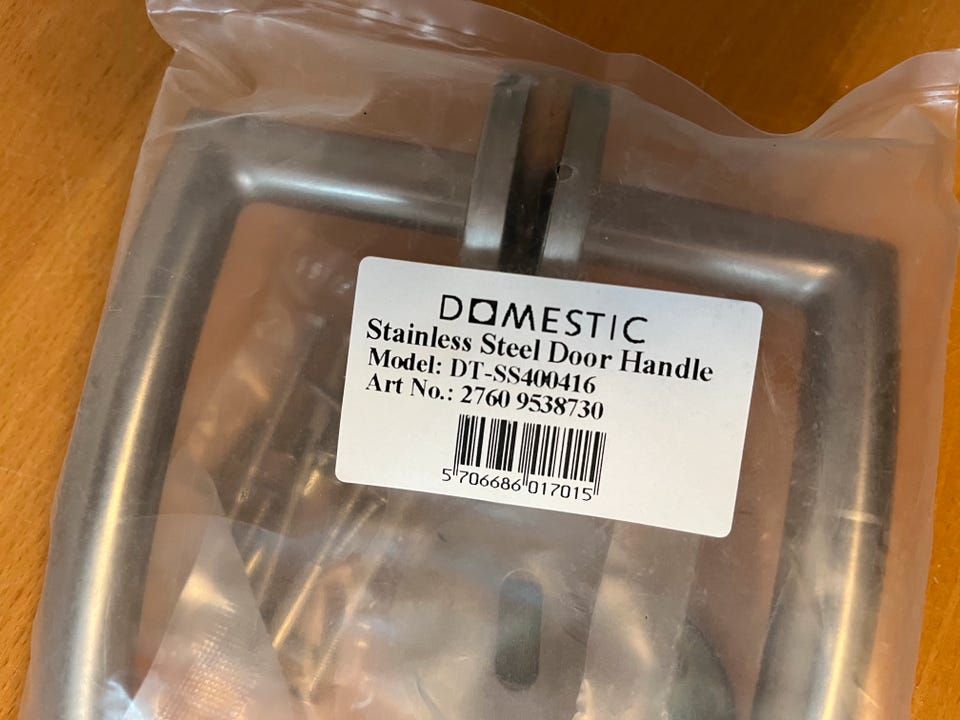 DOMESTIC
Stainless Steel Door Handle
Model: DT-SS400416
Art No.: 2760 9538730
5 706686 017015